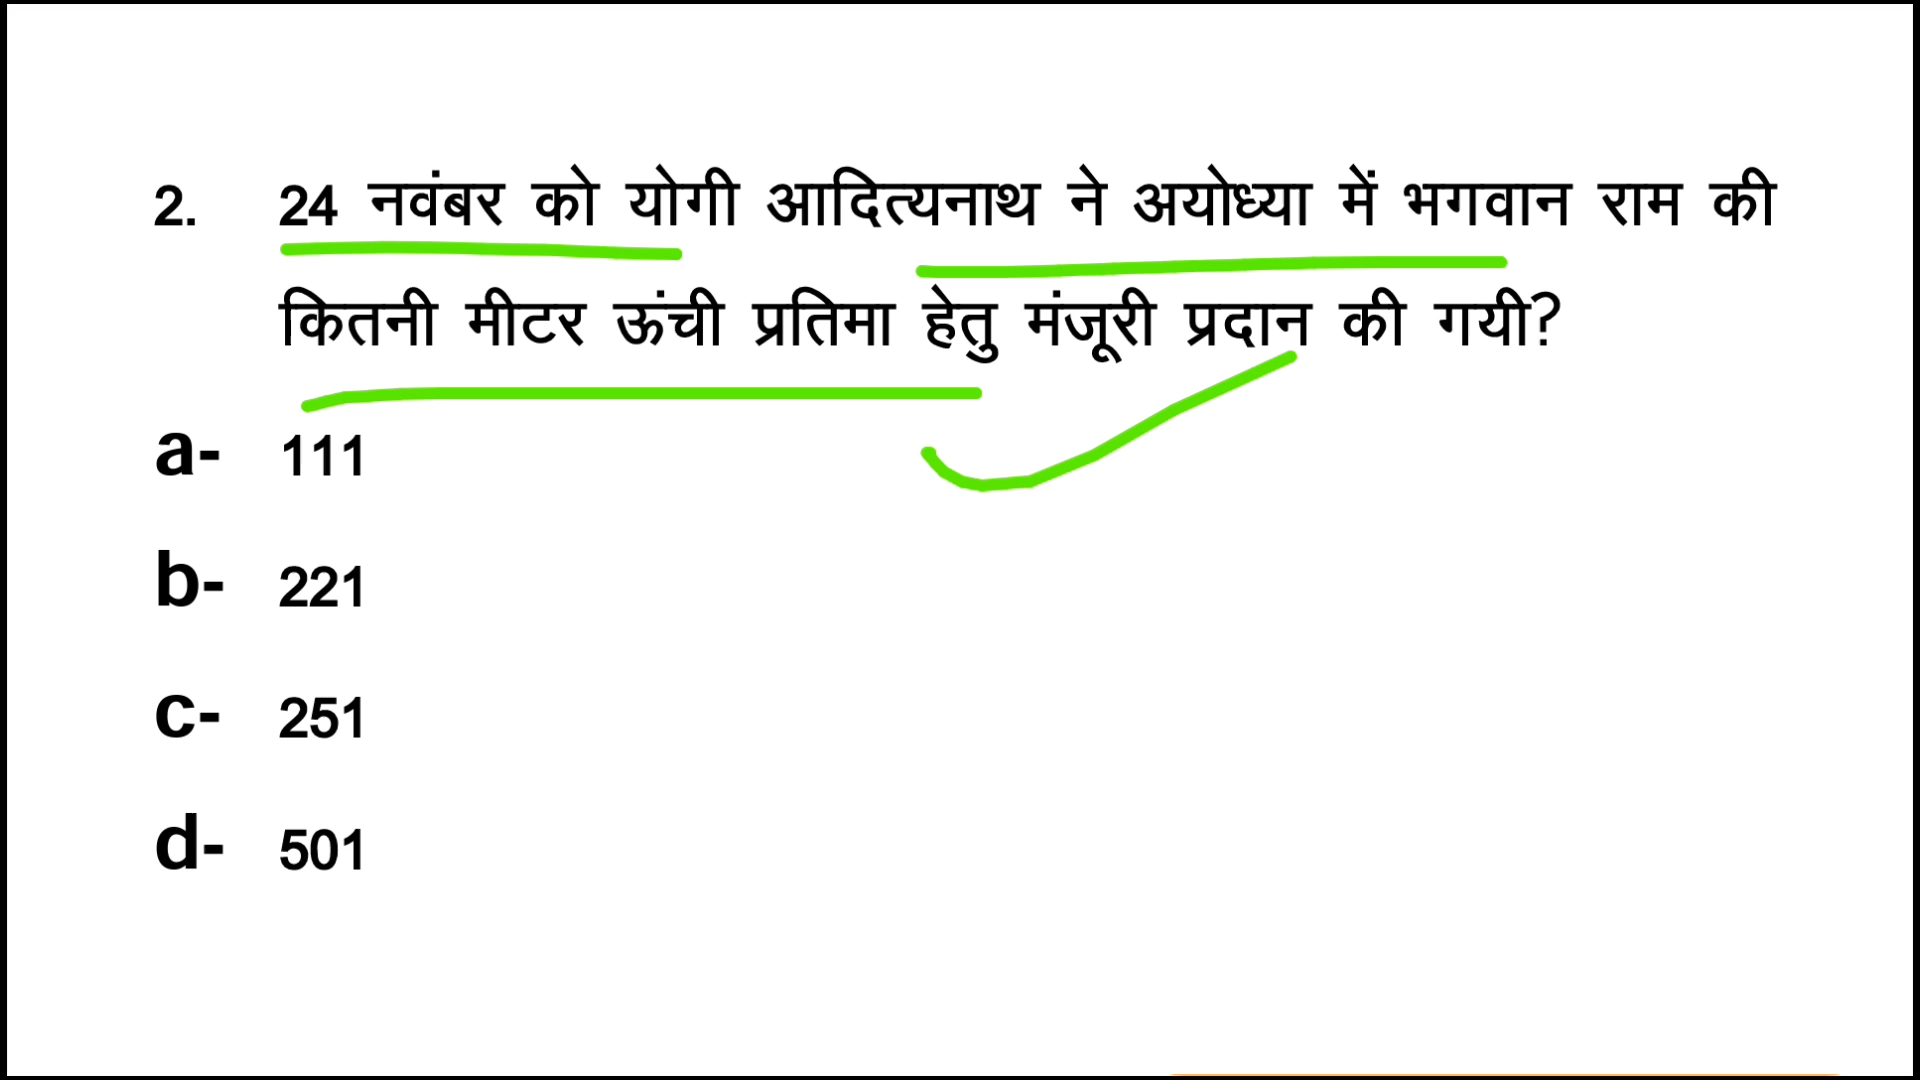 2. 24 नवंबर को योगी आदित्यनाथ ने अयोध्या में भगवान राम की
कितनी मीटर ऊंची प्रतिमा हेतु मंजूरी प्रदान की गयी?
a- 111
b- 221
c- 251
d- 501